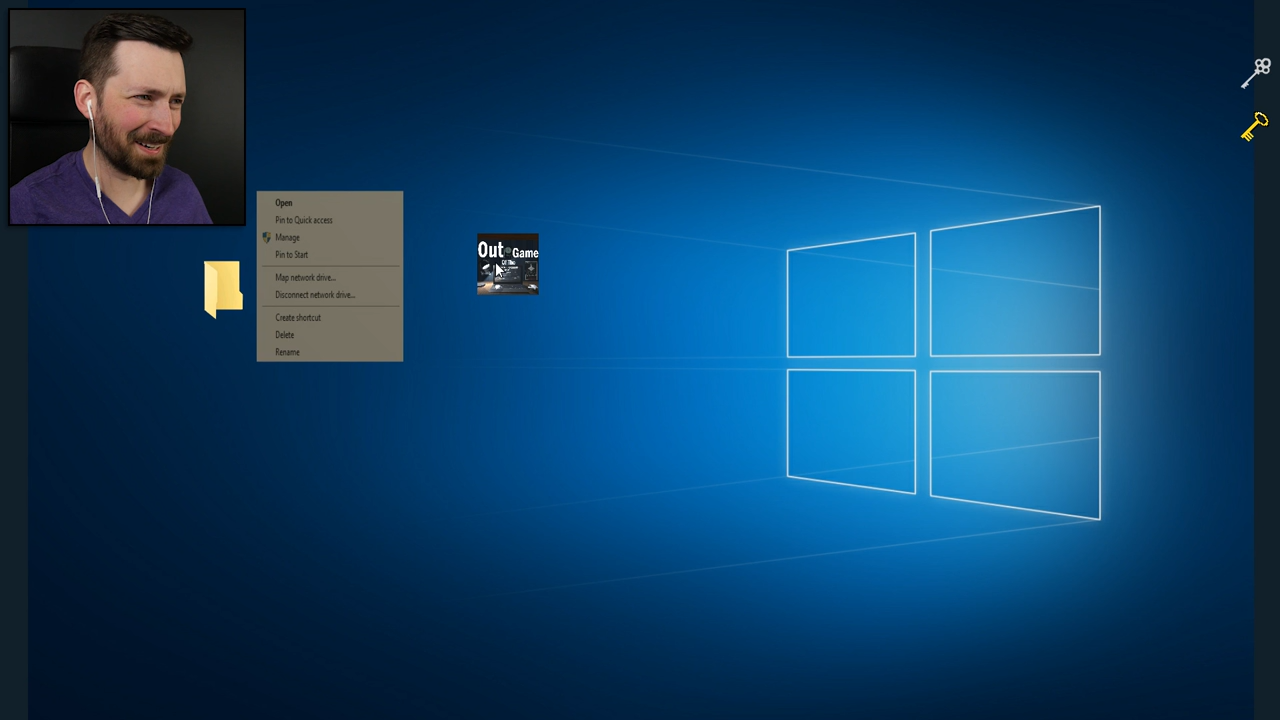 Open
Pin to Quick access
Manage
Pin to Start
Map network drive...
Disconnect network drive...
Create shortcut
Delete
Rename
Out Game
Of The